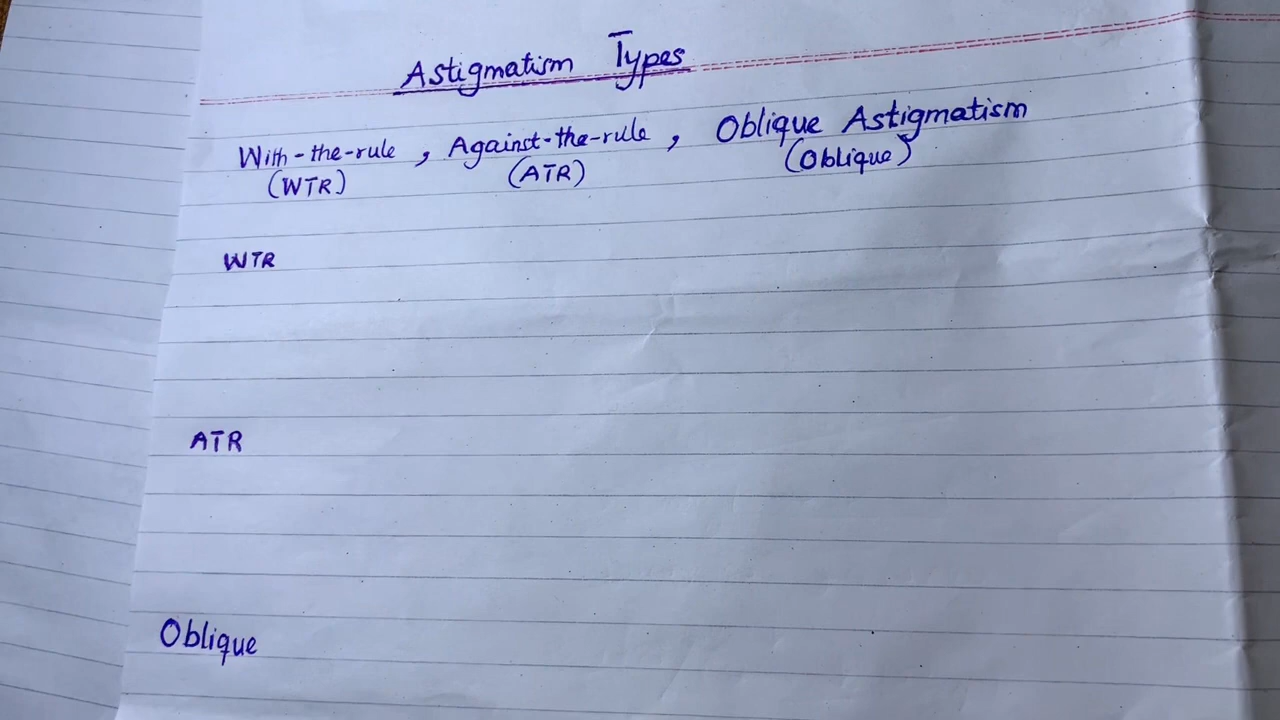 Astigmatism Types
With-the-rule, Against-the-rule, Oblique Astigmatism
(WTR) (ATR) (Oblique)
WTR
ATR
Oblique